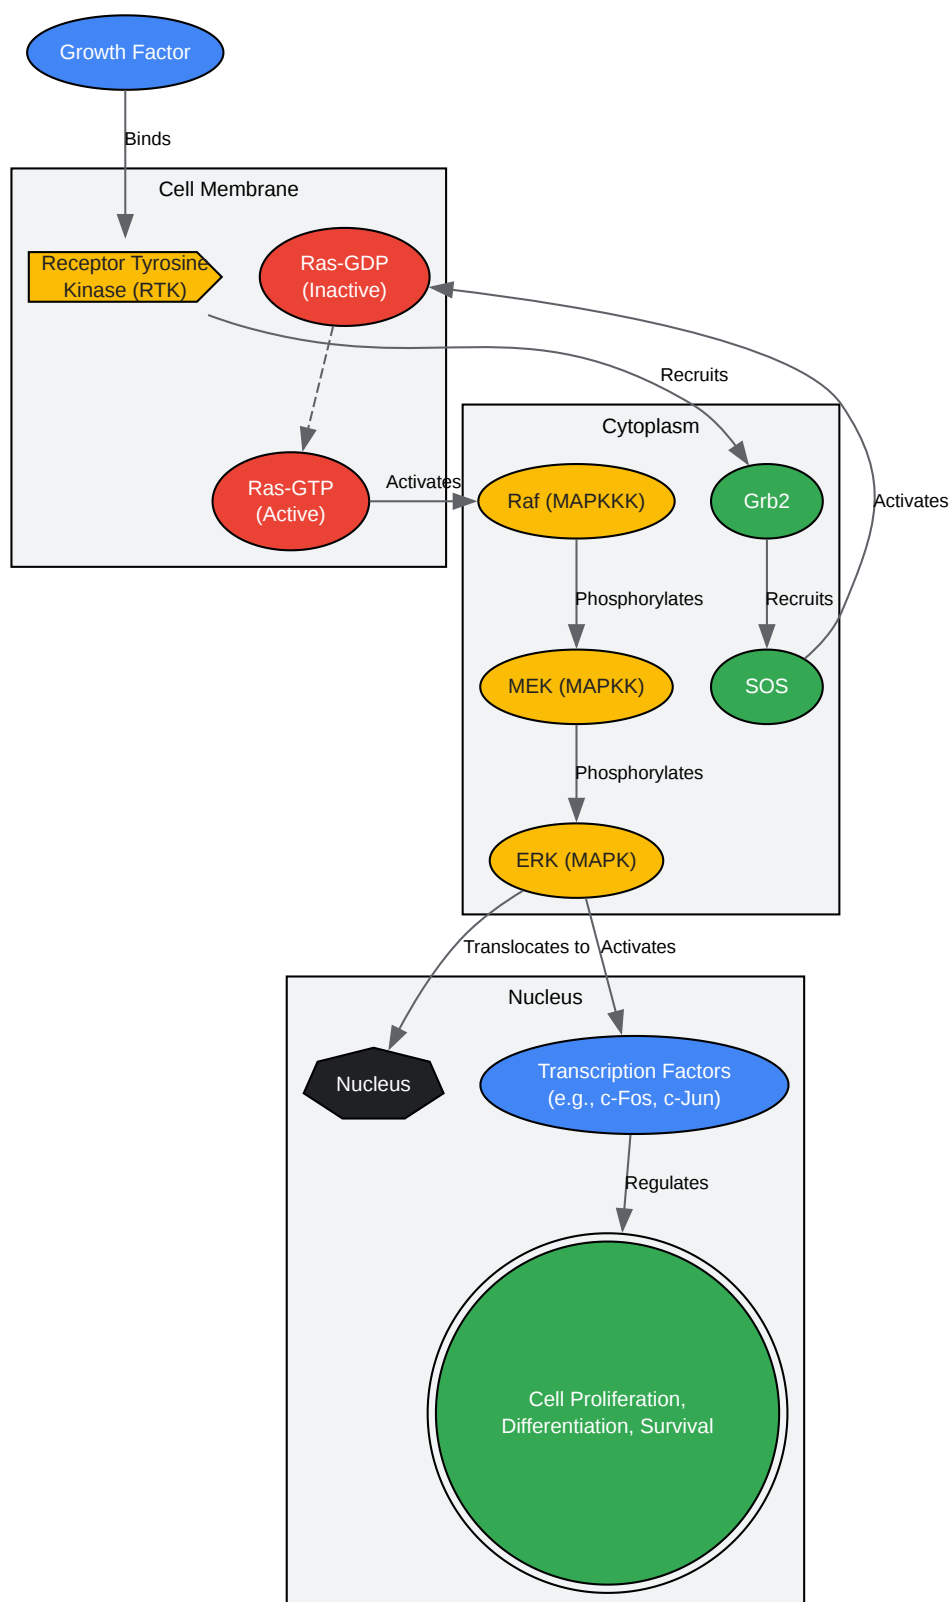 Growth Factor
Binds
Cell Membrane
Receptor Tyrosine
Kinase (RTK)
Ras-GDP
(Inactive)
Recruits
Cytoplasm
Ras-GTP
(Active)
Activates
Raf (MAPKKK)
Grb2
Activates
Phosphorylates
Recruits
MEK (MAPKK)
SOS
Phosphorylates
ERK (MAPK)
Translocates to
Activates
Nucleus
Nucleus
Transcription Factors
(e.g., c-Fos, c-Jun)
Regulates
Cell Proliferation,
Differentiation, Survival